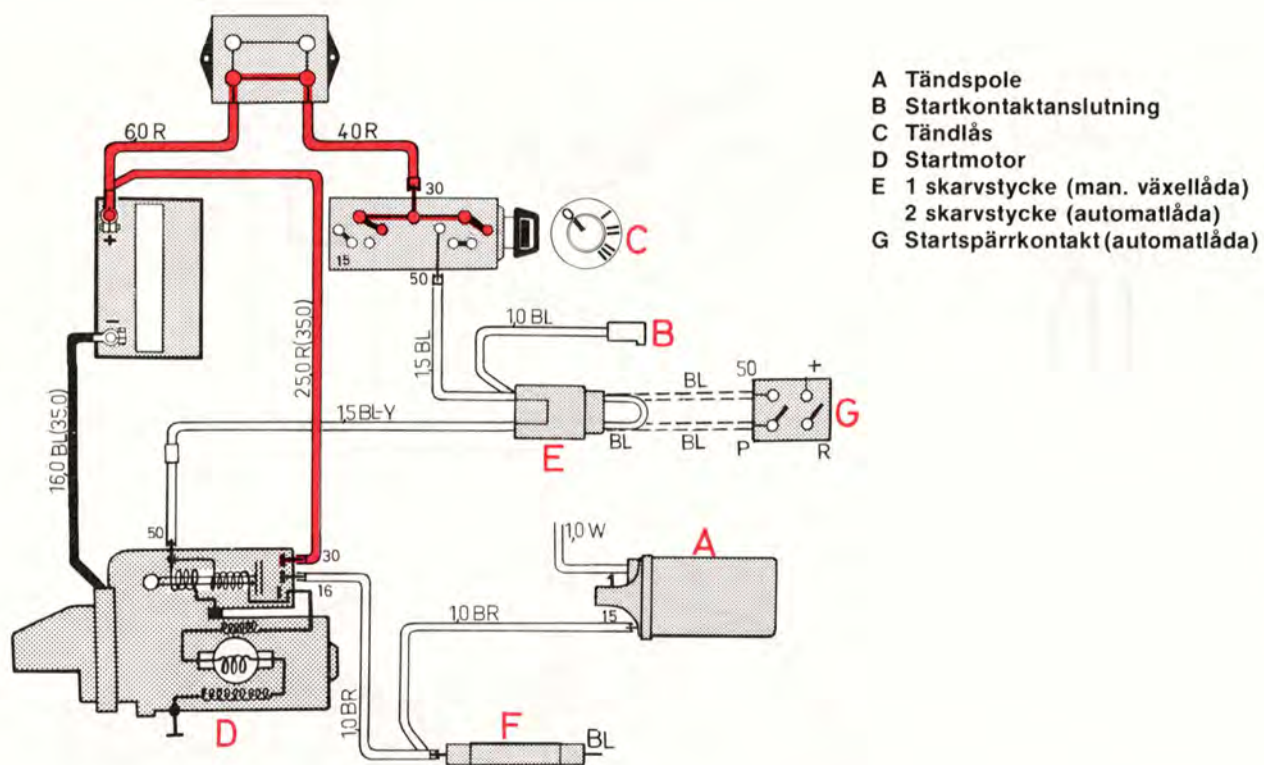 A Tändspole
B Startkontaktanslutning
C Tändlås
D Startmotor
E 1 skarvstycke (man. växellåda)
2 skarvstycke (automatlåda)
G Startspärrkontakt (automatlåda)
6,0 R
4,0 R
30
+
15
C
50
–
1,0 BL
B
1,5 BL
25,0 R (35,0)
BL
50
+
1,5 BL-Y
G
BL
BL
P
R
E
16,0 BL (35,0)
50
30
1,0 W
A
1
16
15
1,0 BR
1,0 BR
D
F
BL